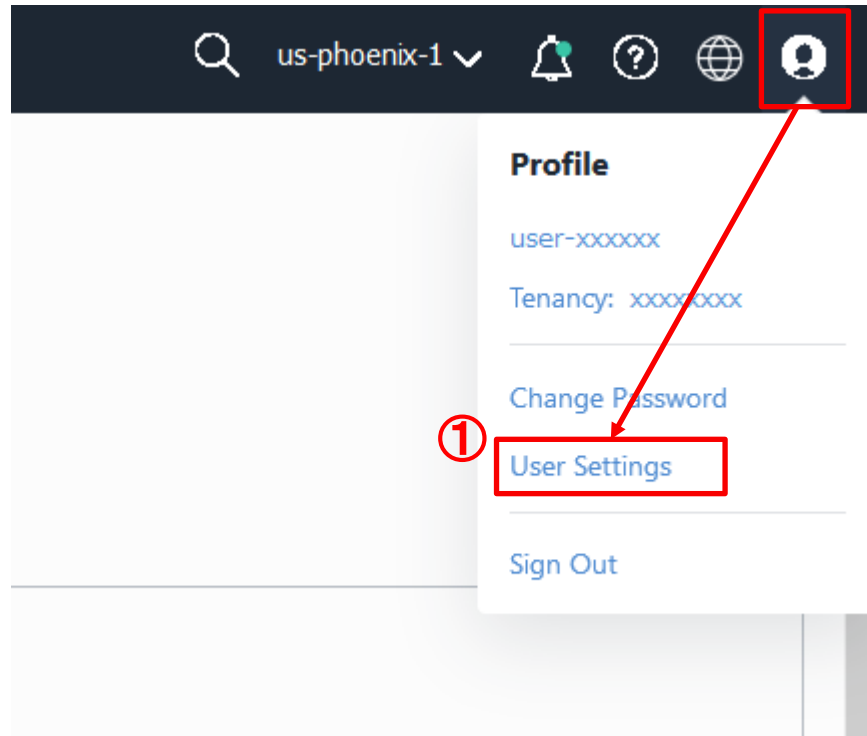 us-phoenix-1
Profile
user-xxxxxx
Tenancy: xxxxxxxx
Change Password
①
User Settings
Sign Out